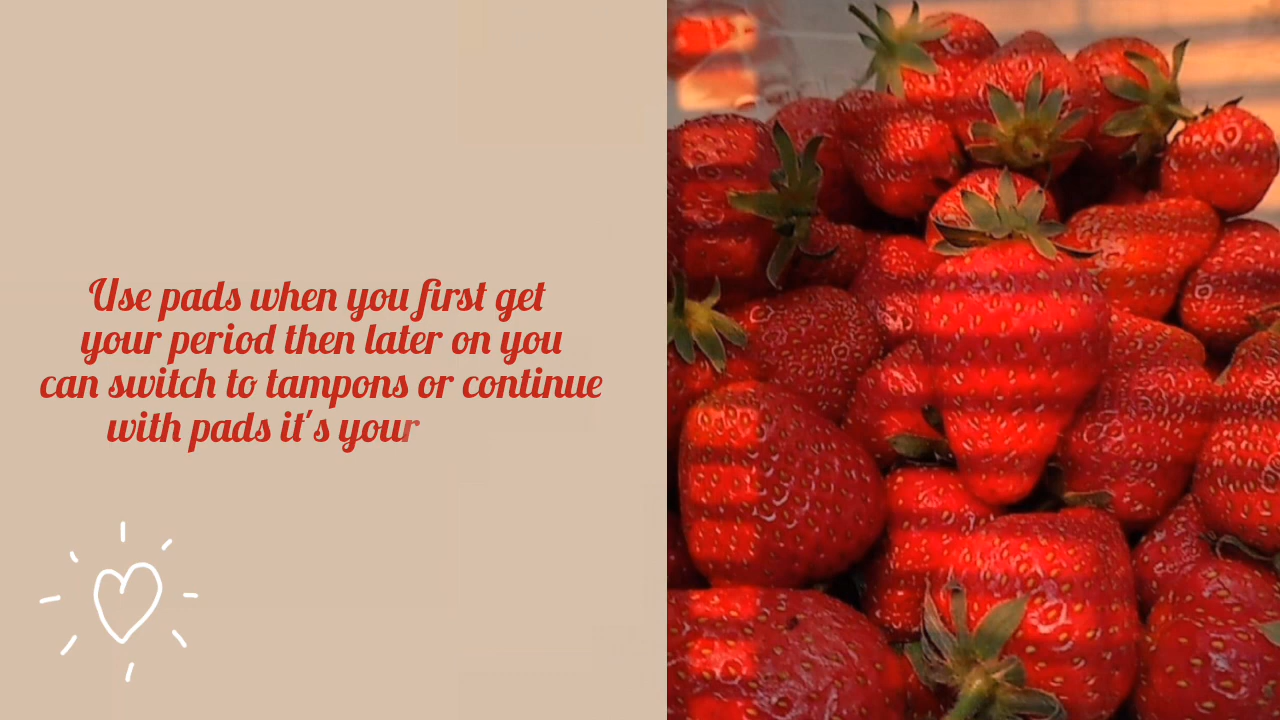 Use pads when you first get
your period then later on you
can switch to tampons or continue
with pads it's your